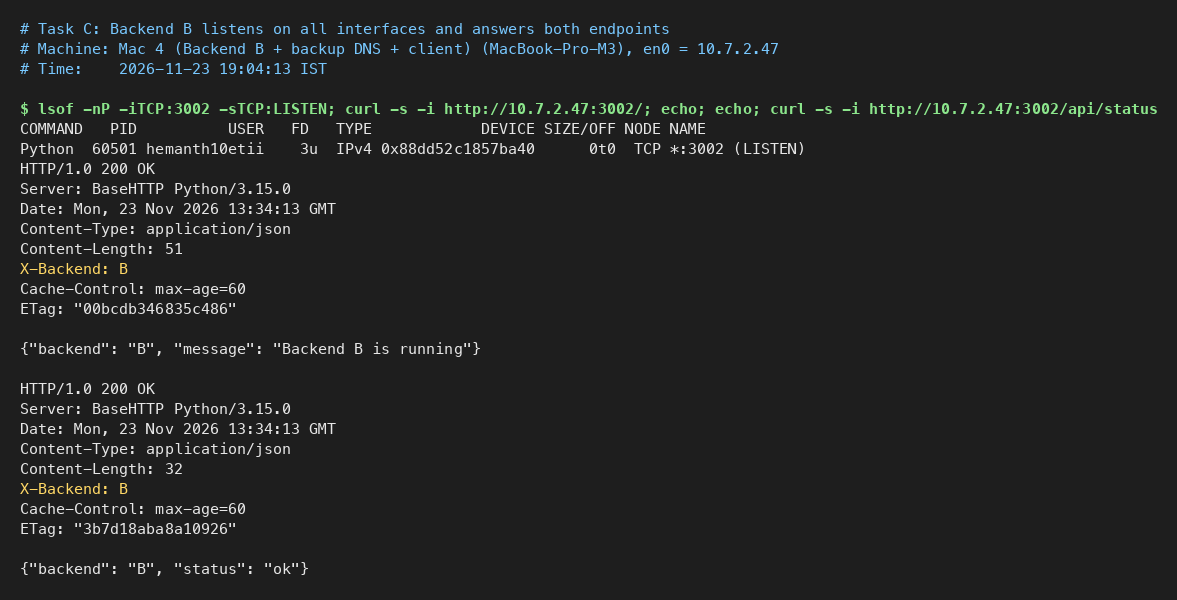 # Task C: Backend B listens on all interfaces and answers both endpoints
# Machine: Mac 4 (Backend B + backup DNS + client) (MacBook-Pro-M3), en0 = 10.7.2.47
# Time:    2026-11-23 19:04:13 IST

$ lsof -nP -iTCP:3002 -sTCP:LISTEN; curl -s -i http://10.7.2.47:3002/; echo; echo; curl -s -i http://10.7.2.47:3002/api/status
COMMAND   PID          USER   FD   TYPE            DEVICE SIZE/OFF NODE NAME
Python  60501 hemanth10etii    3u  IPv4 0x88dd52c1857ba40      0t0  TCP *:3002 (LISTEN)
HTTP/1.0 200 OK
Server: BaseHTTP Python/3.15.0
Date: Mon, 23 Nov 2026 13:34:13 GMT
Content-Type: application/json
Content-Length: 51
X-Backend: B
Cache-Control: max-age=60
ETag: "00bcdb346835c486"

{"backend": "B", "message": "Backend B is running"}

HTTP/1.0 200 OK
Server: BaseHTTP Python/3.15.0
Date: Mon, 23 Nov 2026 13:34:13 GMT
Content-Type: application/json
Content-Length: 32
X-Backend: B
Cache-Control: max-age=60
ETag: "3b7d18aba8a10926"

{"backend": "B", "status": "ok"}